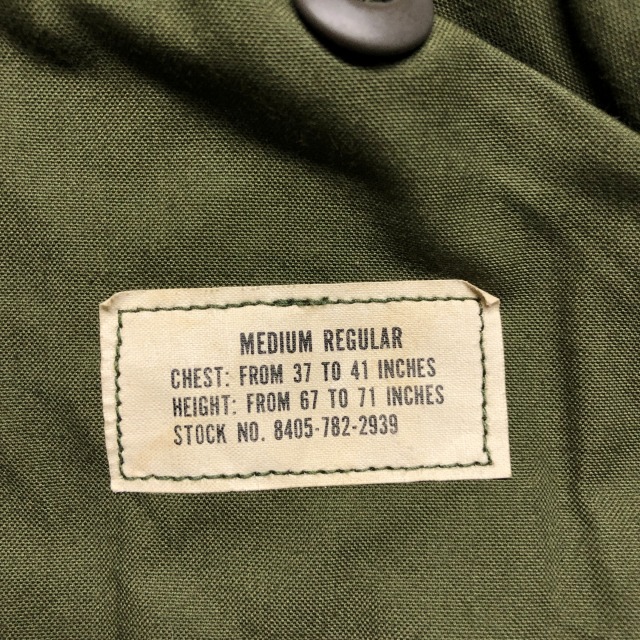 MEDIUM REGULAR
CHEST: FROM 37 TO 41 INCHES
HEIGHT: FROM 67 TO 71 INCHES
STOCK NO. 8405-782-2939